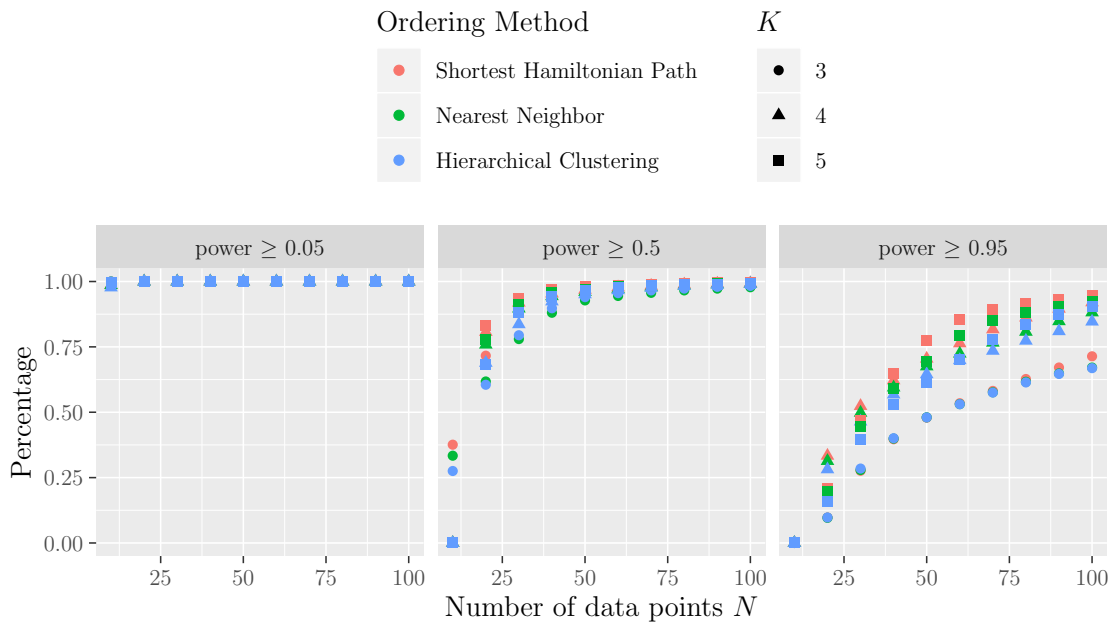 Ordering Method
Shortest Hamiltonian Path
Nearest Neighbor
Hierarchical Clustering
K
3
4
5
power ≥ 0.05
power ≥ 0.5
power ≥ 0.95
Percentage
1.00
0.75
0.50
0.25
0.00
25 50 75 100
25 50 75 100
25 50 75 100
Number of data points N